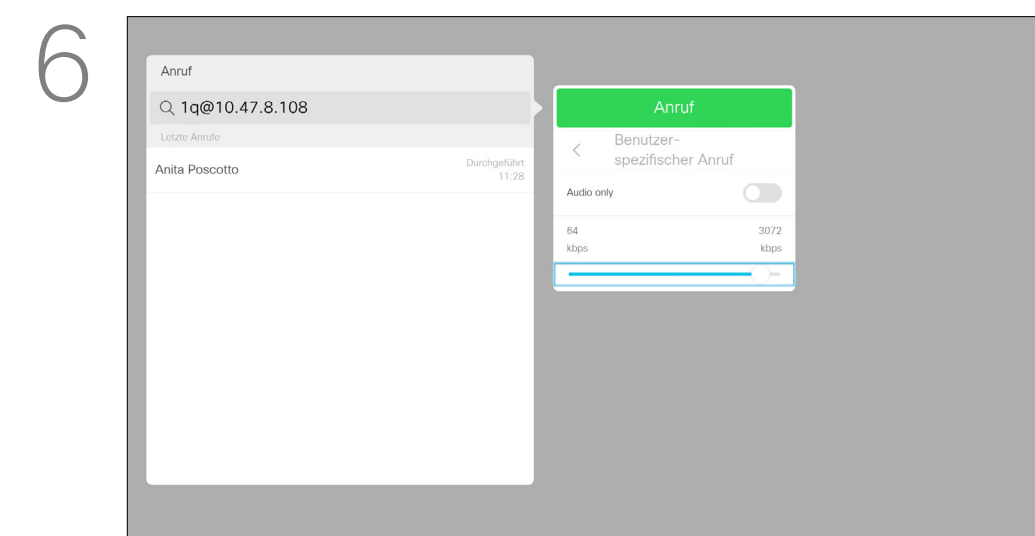 6
Anruf
1q@10.47.8.108
Letzte Anrufe
Anita Poscotto
Durchgeführt
11:28
Anruf
Benutzer-
spezifischer Anruf
Audio only
64
kbps
3072
kbps